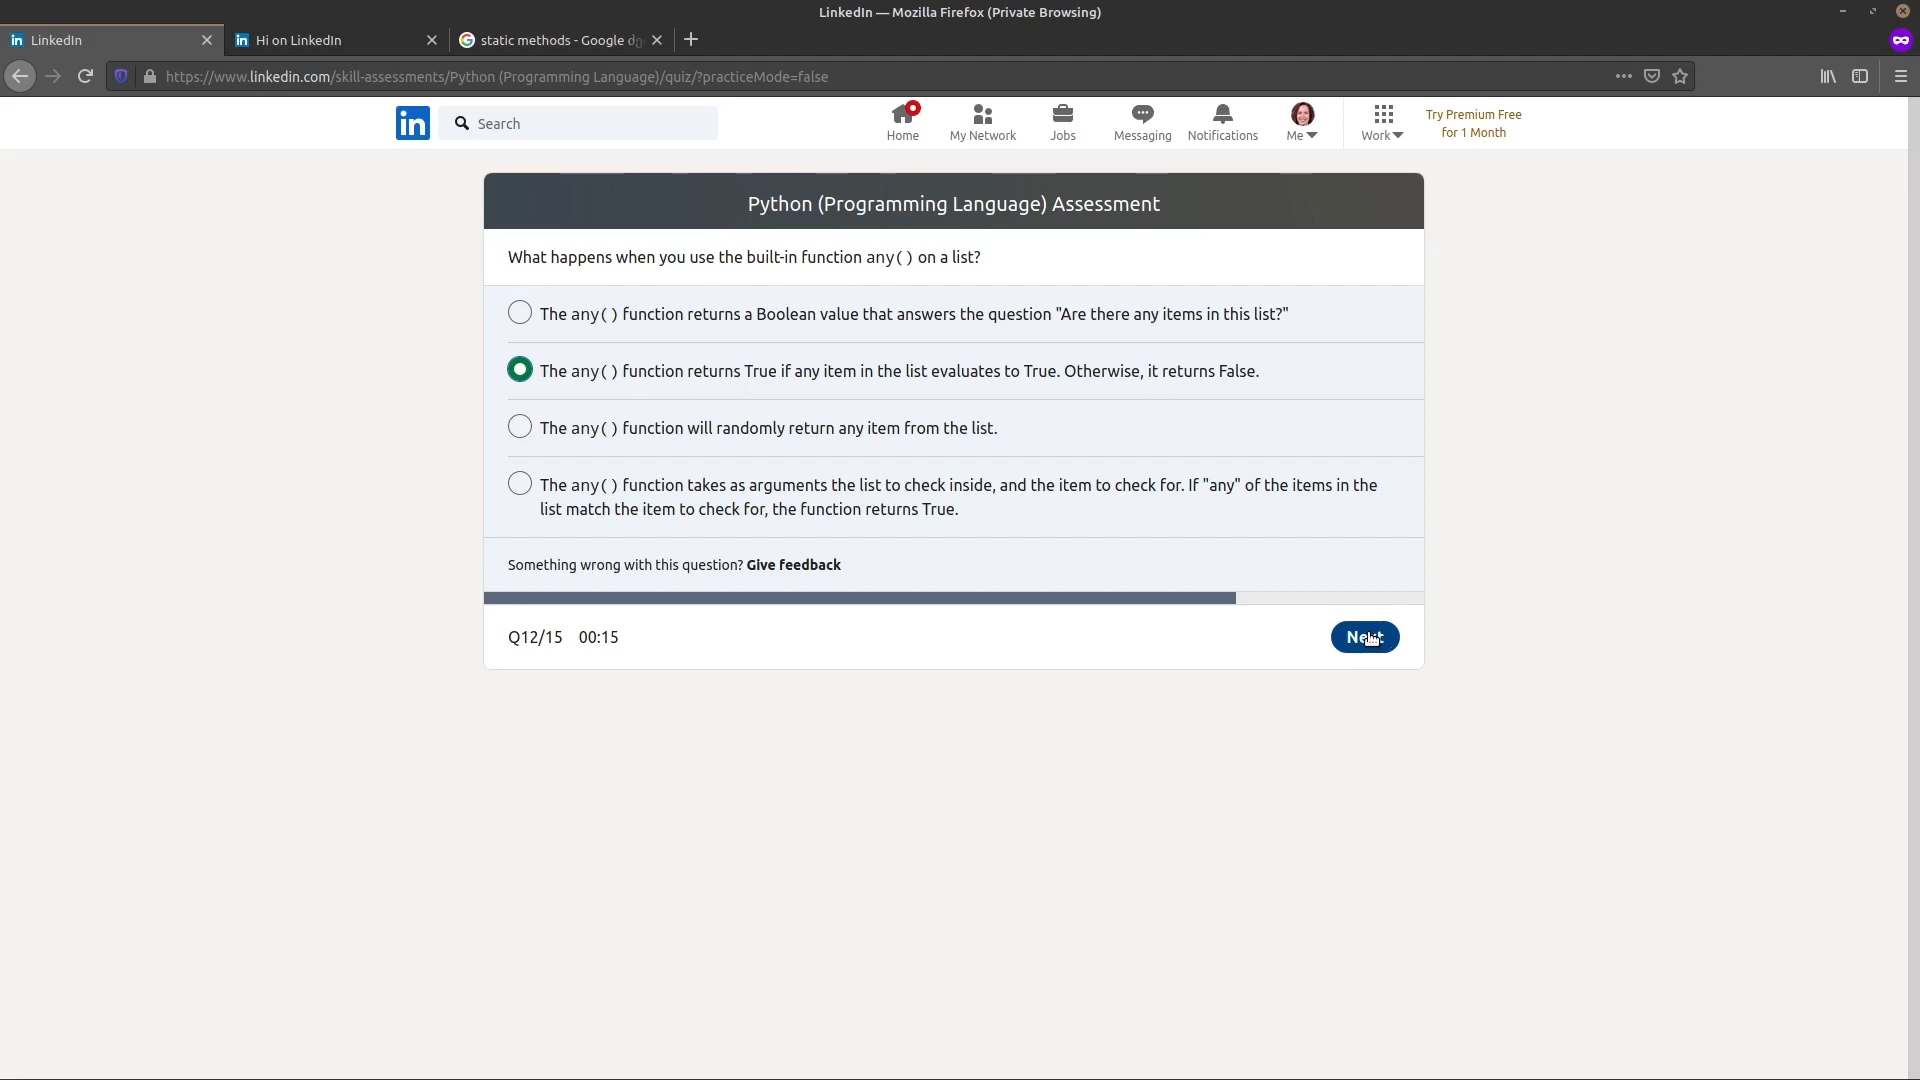 LinkedIn — Mozilla Firefox (Private Browsing)
LinkedIn
Hi on LinkedIn
static methods - Google
https://www.linkedin.com/skill-assessments/Python (Programming Language)/quiz/?practiceMode=false
in
Search
Home
My Network
Jobs
Messaging
Notifications
Me
Work
Try Premium Free
for 1 Month
Python (Programming Language) Assessment
What happens when you use the built-in function any() on a list?
The any() function returns a Boolean value that answers the question "Are there any items in this list?"
The any() function returns True if any item in the list evaluates to True. Otherwise, it returns False.
The any() function will randomly return any item from the list.
The any() function takes as arguments the list to check inside, and the item to check for. If "any" of the items in the
list match the item to check for, the function returns True.
Something wrong with this question? Give feedback
Q12/15 00:15
Next